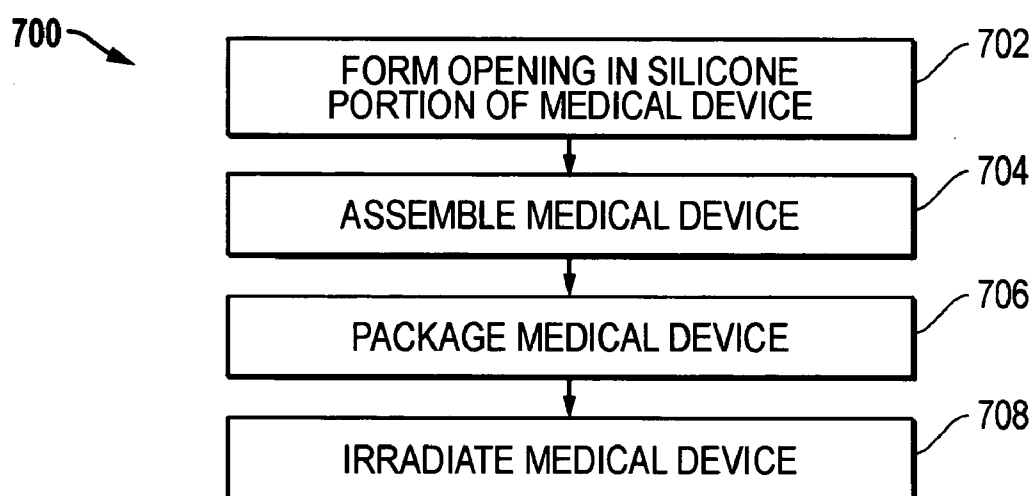 700
FORM OPENING IN SILICONE
PORTION OF MEDICAL DEVICE
702
ASSEMBLE MEDICAL DEVICE
704
PACKAGE MEDICAL DEVICE
706
IRRADIATE MEDICAL DEVICE
708